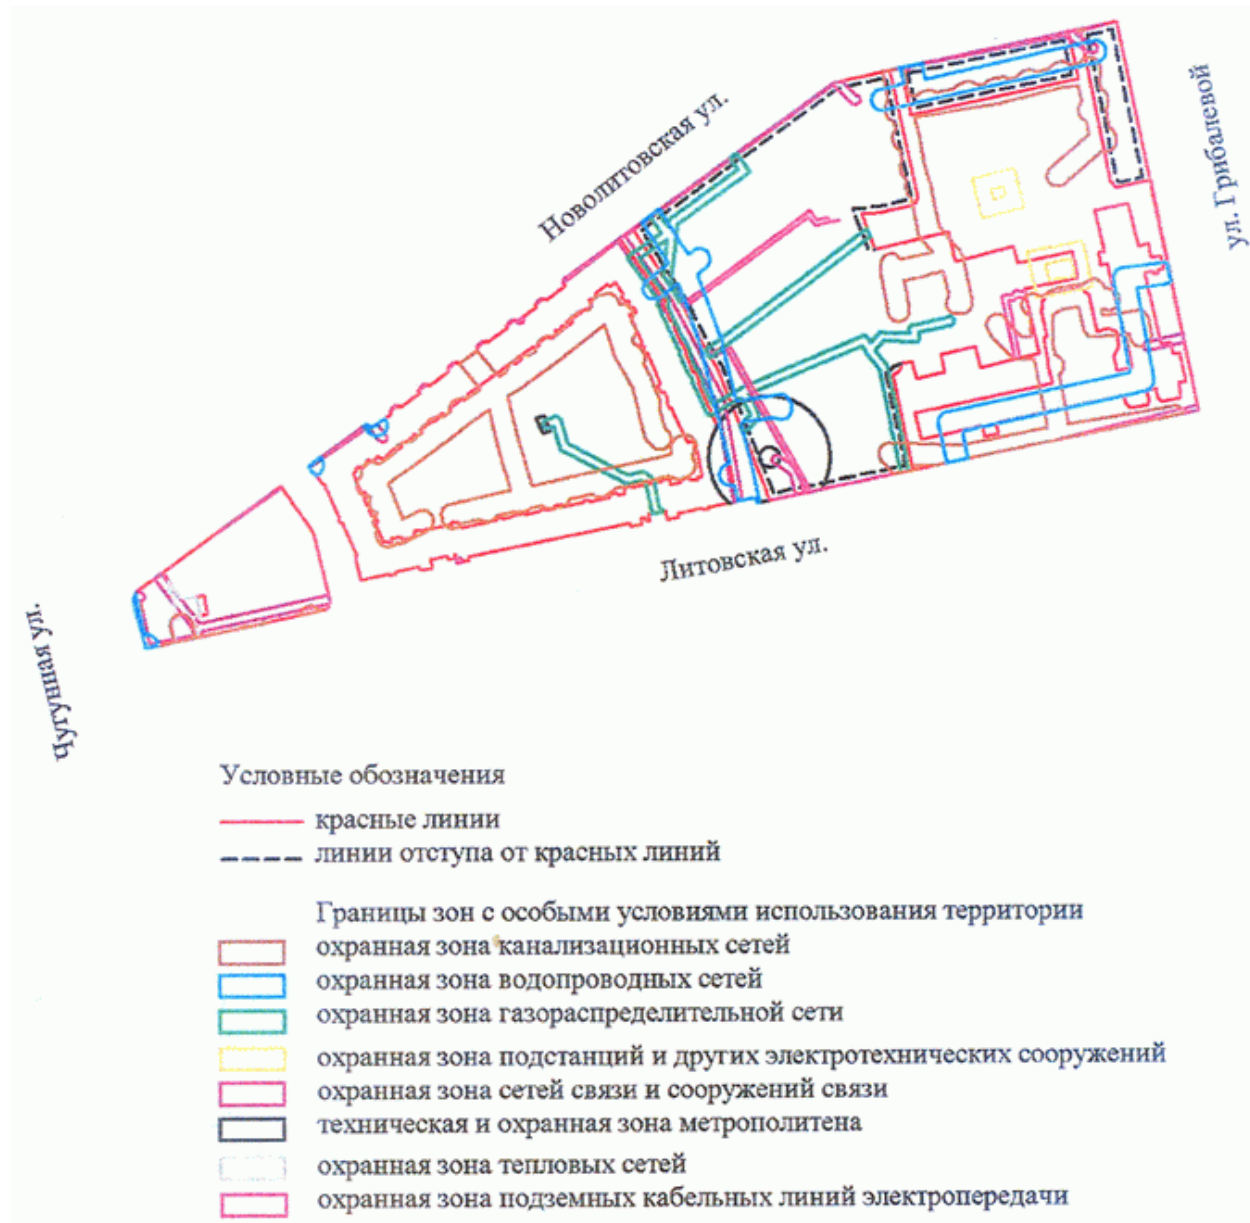 Новолитовская ул.
ул. Грибалевой
Литовская ул.
Чугунная ул.
Условные обозначения
красные линии
линии отступа от красных линий
Границы зон с особыми условиями использования территории
охранная зона канализационных сетей
охранная зона водопроводных сетей
охранная зона газораспределительной сети
охранная зона подстанций и других электротехнических сооружений
охранная зона сетей связи и сооружений связи
техническая и охранная зона метрополитена
охранная зона тепловых сетей
охранная зона подземных кабельных линий электропередачи